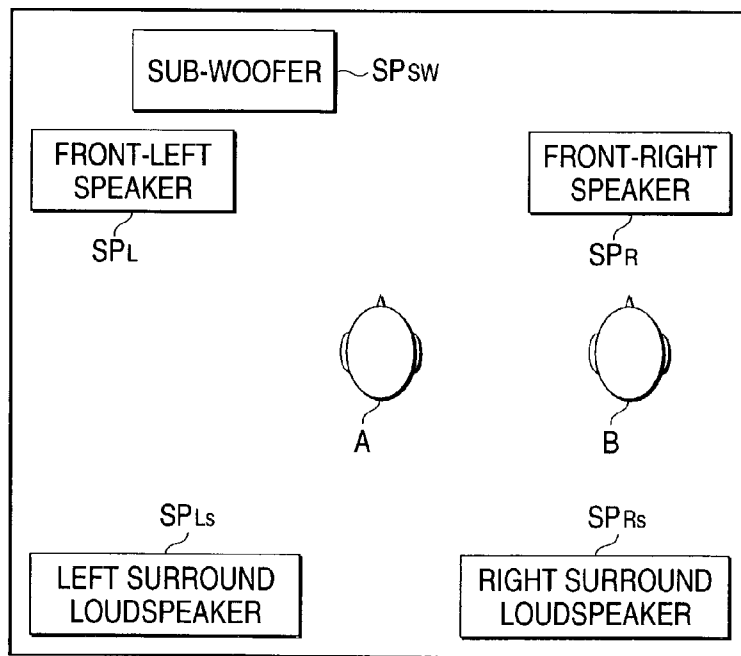 SUB-WOOFER
SPSW
FRONT-LEFT
SPEAKER
FRONT-RIGHT
SPEAKER
SPL
SPR
A
B
SPLs
SPRs
LEFT SURROUND
LOUDSPEAKER
RIGHT SURROUND
LOUDSPEAKER